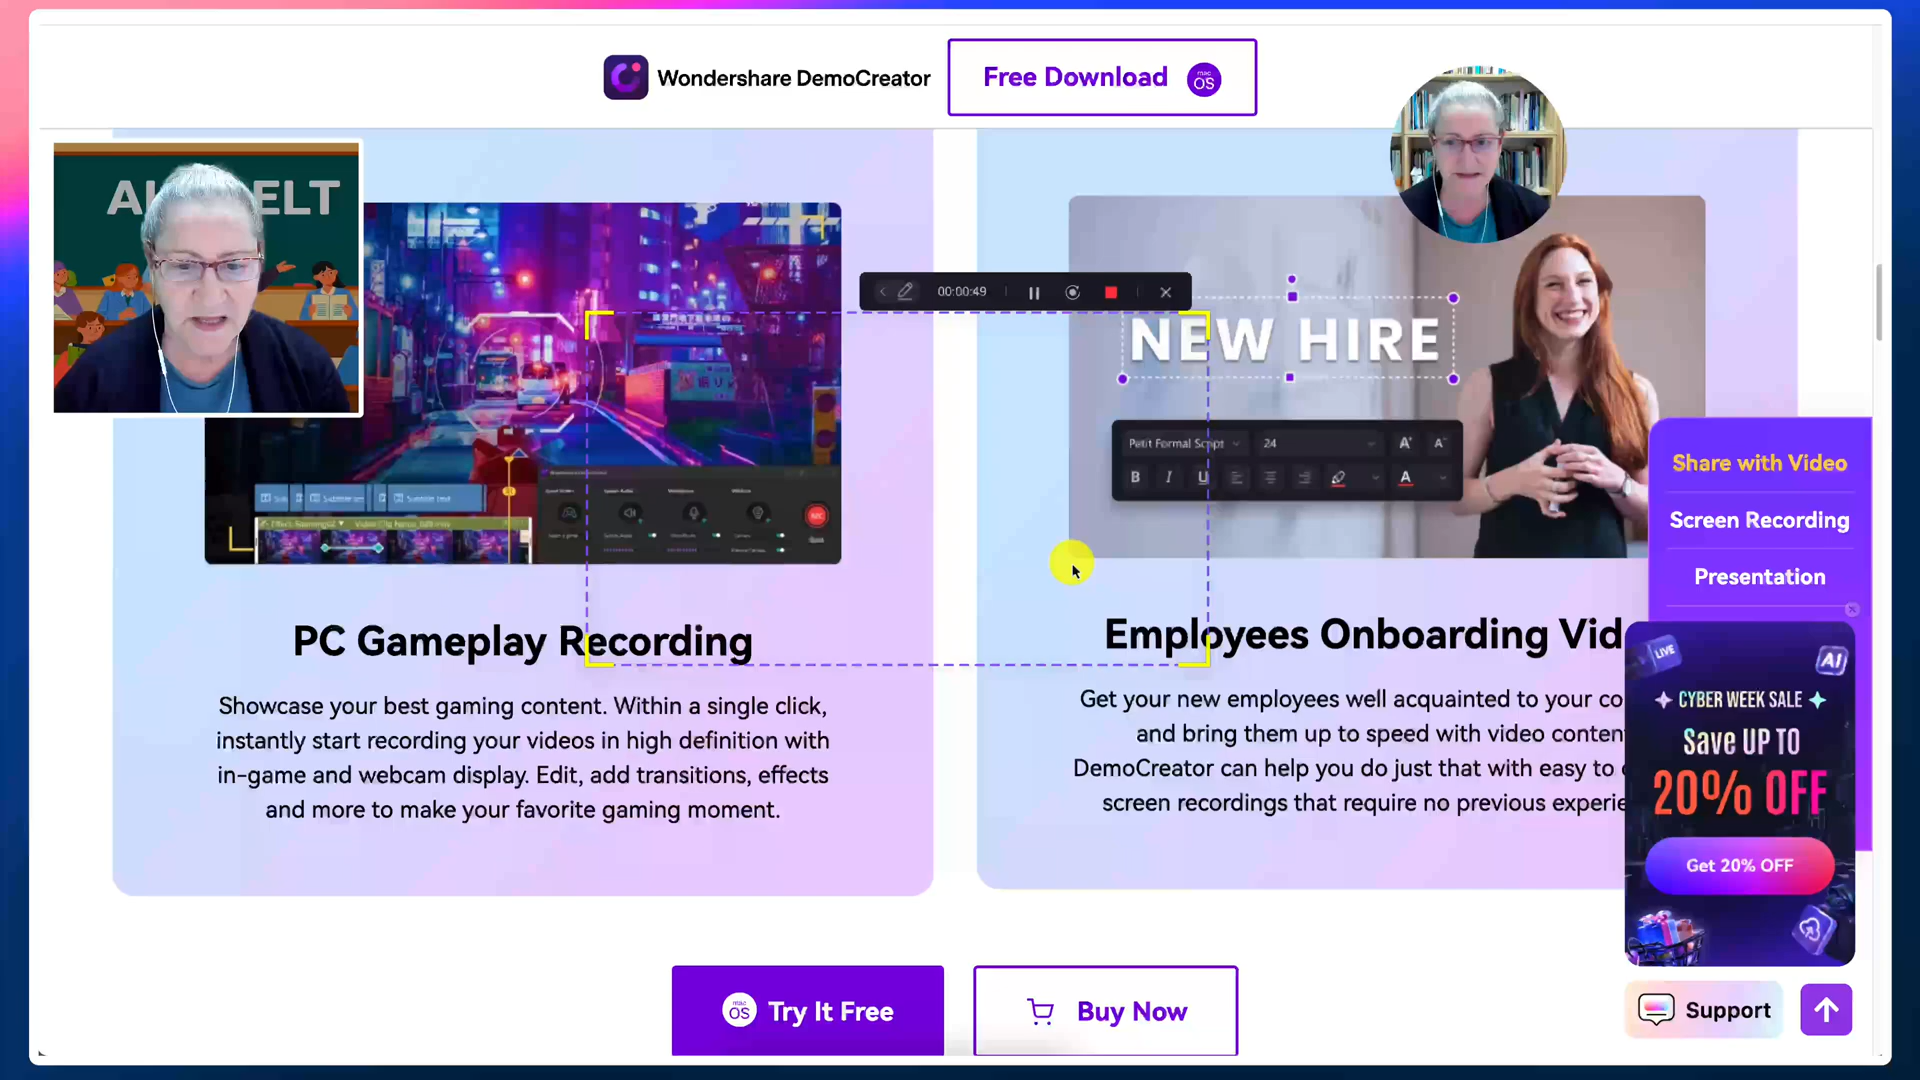 Wondershare DemoCreator
Free Download
mac
OS
00:00:49
NEW HIRE
Petit Formal Script
24
B I U A
Share with Video
Screen Recording
Presentation
PC Gameplay Recording
Showcase your best gaming content. Within a single click,
instantly start recording your videos in high definition with
in-game and webcam display. Edit, add transitions, effects
and more to make your favorite gaming moment.
Employees Onboarding Vid
Get your new employees well acquainted to your co
and bring them up to speed with video conten
DemoCreator can help you do just that with easy to
screen recordings that require no previous experie
LIVE
AI
CYBER WEEK SALE
Save UP TO
20% OFF
Get 20% OFF
mac
OS
Try It Free
Buy Now
Support